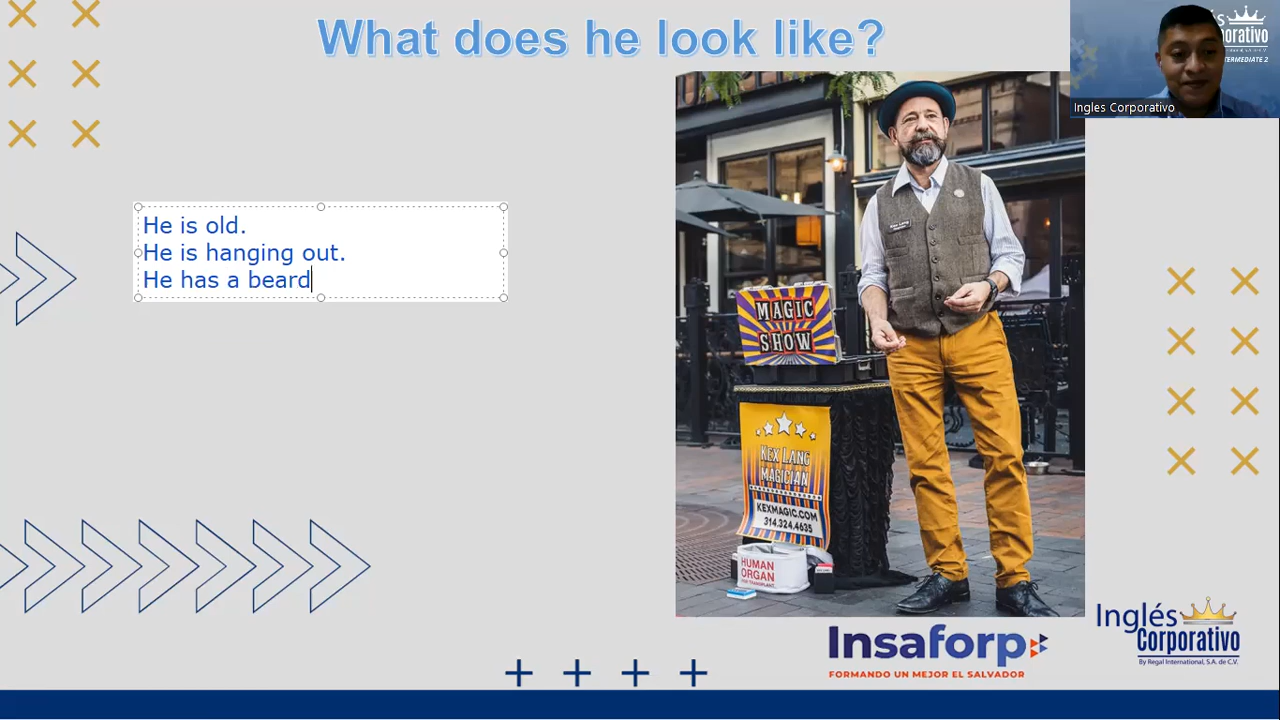 What does he look like?
He is old.
He is hanging out.
He has a beard
Ingles Corporativo
MAGIC
SHOW
KEX LANG
MAGICIAN
KEXMAGIC.COM
314.324.4635
HUMAN
ORGAN
FOR TRANSPLANT
Insaforp
FORMANDO UN MEJOR EL SALVADOR
Inglés
Corporativo
By Regal International, S.A. de C.V.